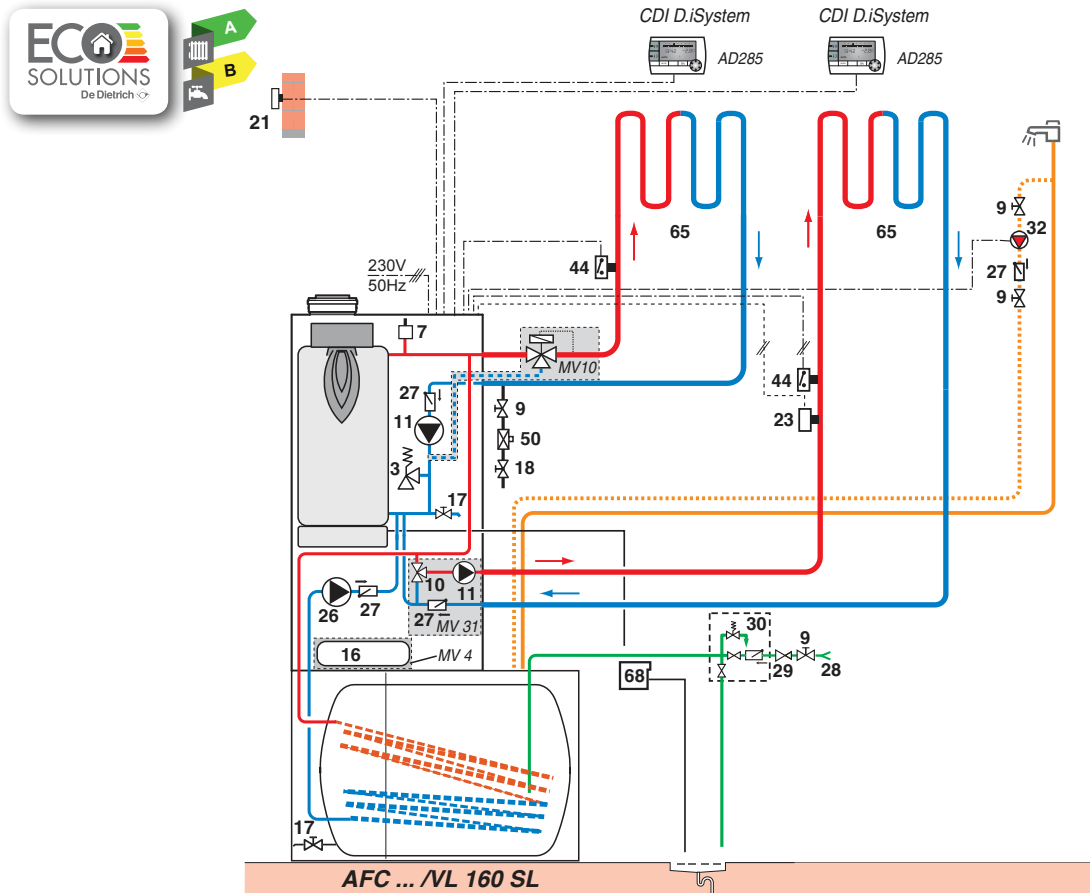 CDI D.iSystem
CDI D.iSystem
ECO
SOLUTIONS
De Dietrich
A
B
AD285
AD285
21
9
32
65
65
27
44
230V
50Hz
9
7
MV10
27
44
9
11
23
50
3
18
17
10
11
26
27
27
MV 31
30
9
16
MV 4
29
28
68
17
AFC ... /VL 160 SL